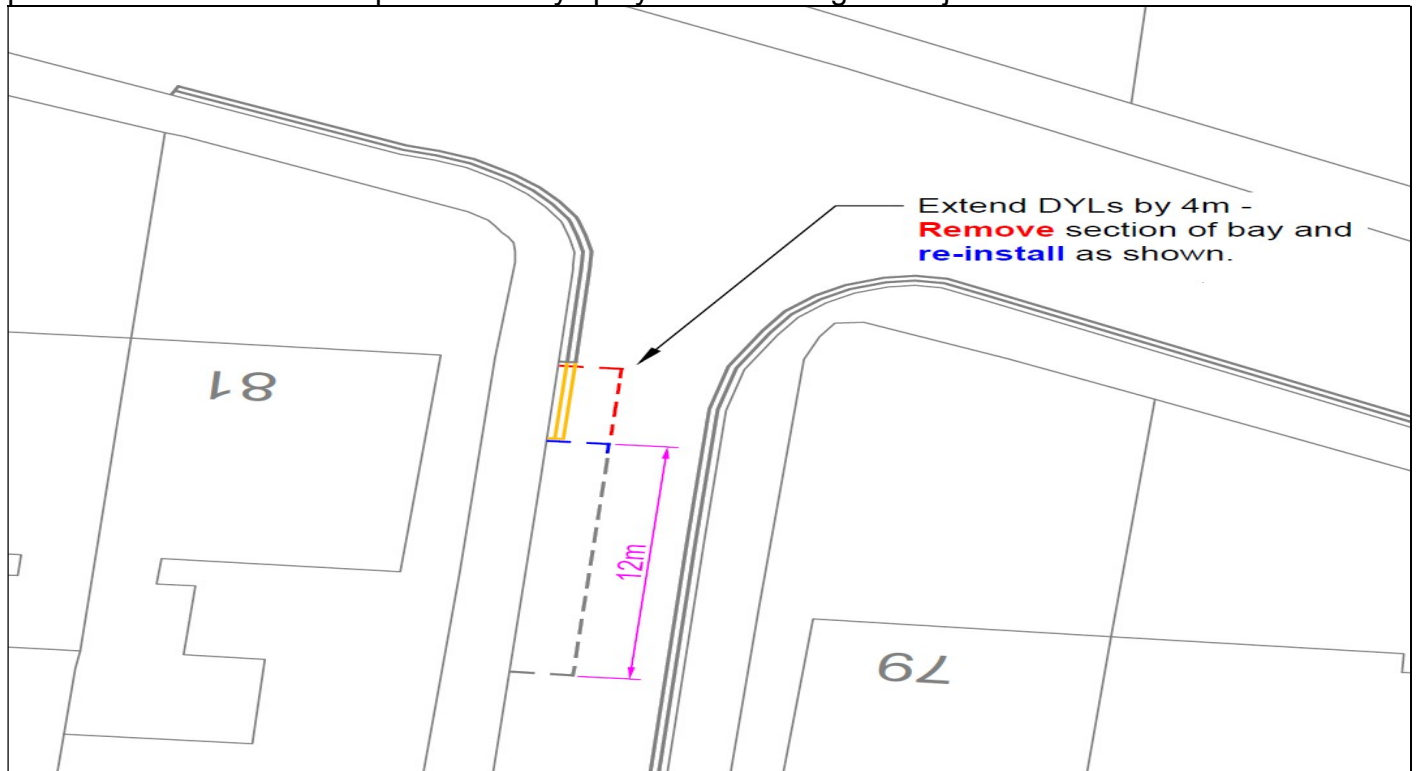 Extend DYLs by 4m -
Remove section of bay and
re-install as shown.
81
12m
79